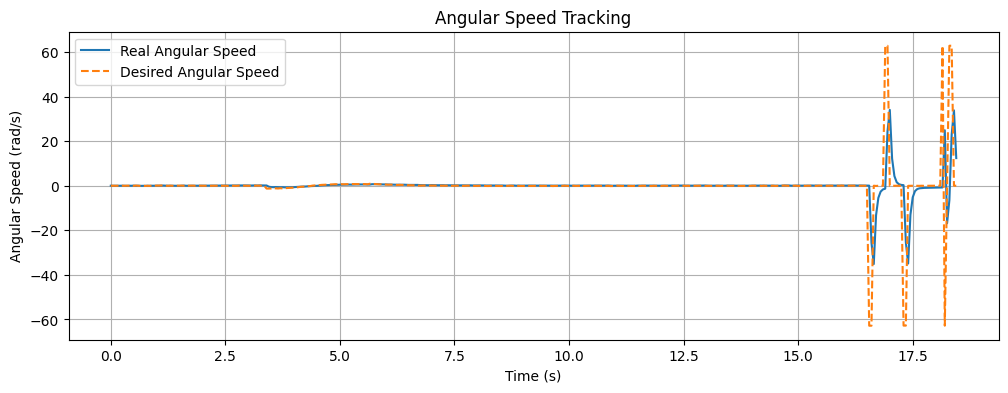 Angular Speed Tracking
Real Angular Speed
Desired Angular Speed
Angular Speed (rad/s)
60
40
20
0
−20
−40
−60
0.0 2.5 5.0 7.5 10.0 12.5 15.0 17.5
Time (s)